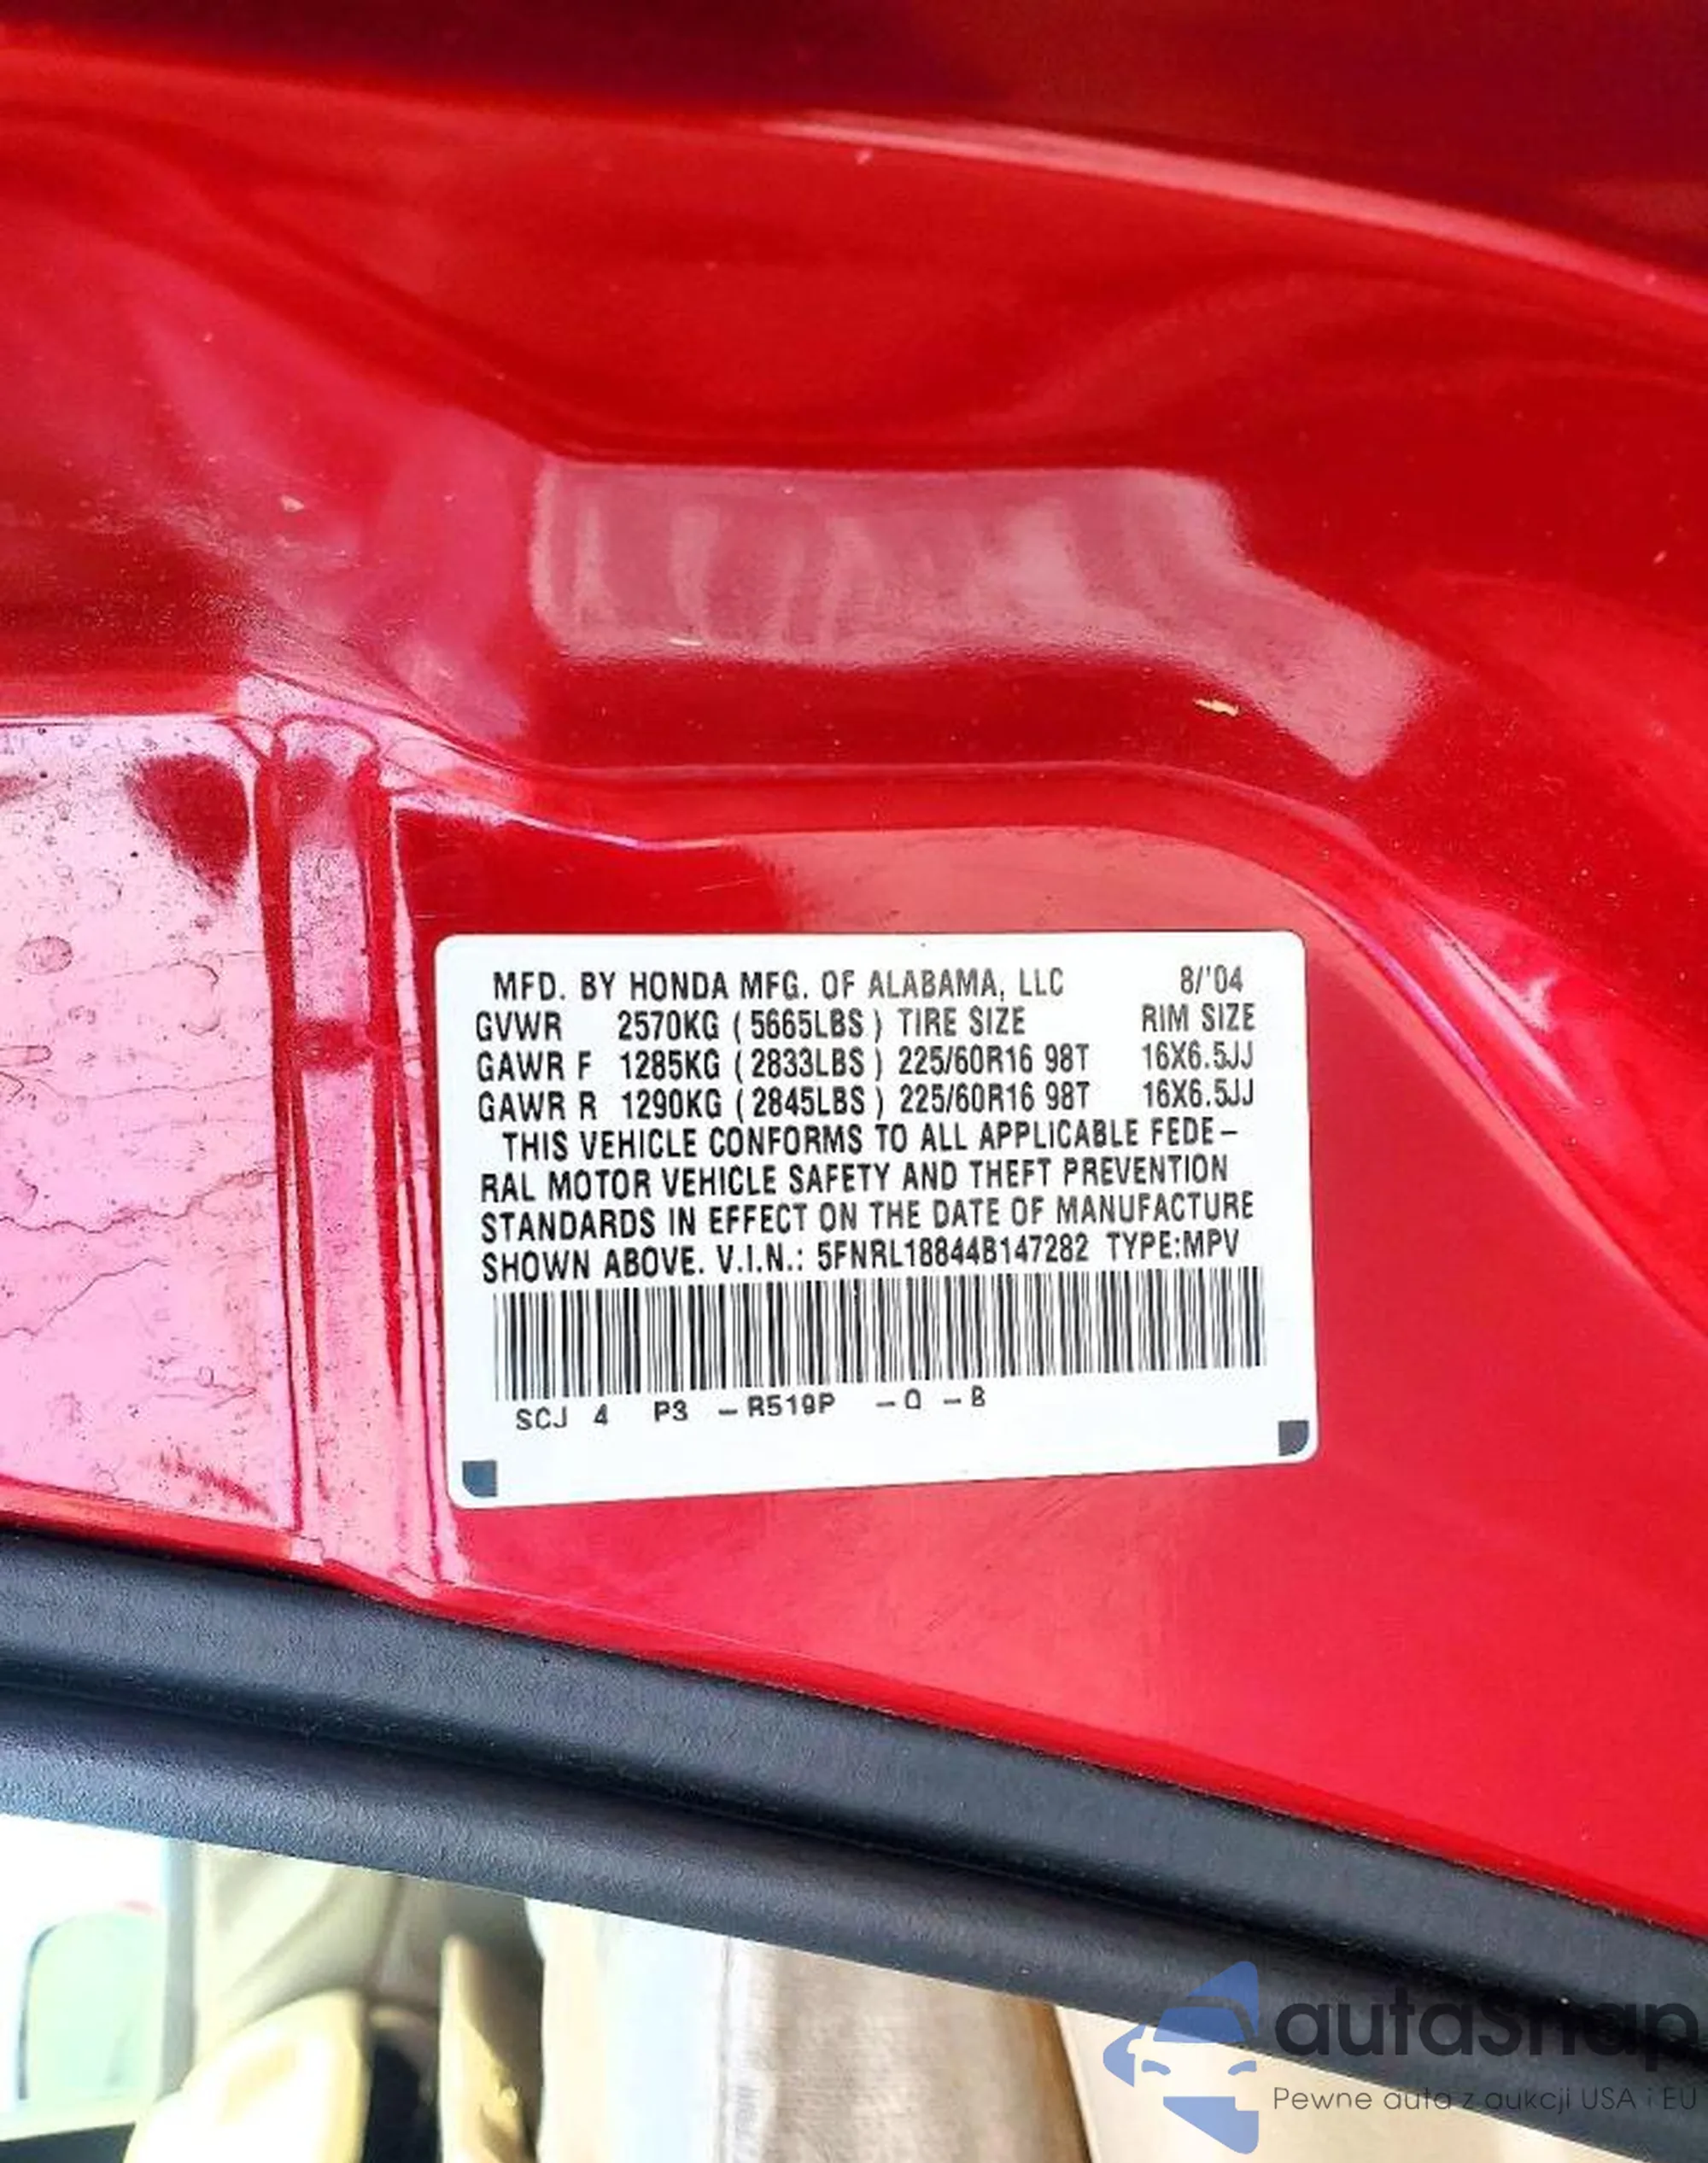 MFD. BY HONDA MFG. OF ALABAMA, LLC 8/'04
GVWR 2570KG (5665LBS) TIRE SIZE RIM SIZE
GAWR F 1285KG (2833LBS) 225/60R16 98T 16X6.5JJ
GAWR R 1290KG (2845LBS) 225/60R16 98T 16X6.5JJ
THIS VEHICLE CONFORMS TO ALL APPLICABLE FEDE-
RAL MOTOR VEHICLE SAFETY AND THEFT PREVENTION
STANDARDS IN EFFECT ON THE DATE OF MANUFACTURE
SHOWN ABOVE. V.I.N.: 5FNRL18844B147282 TYPE:MPV
SCJ 4 P3 -R519P -Q -B
autasnap
Pewne auta z aukcji USA i EU